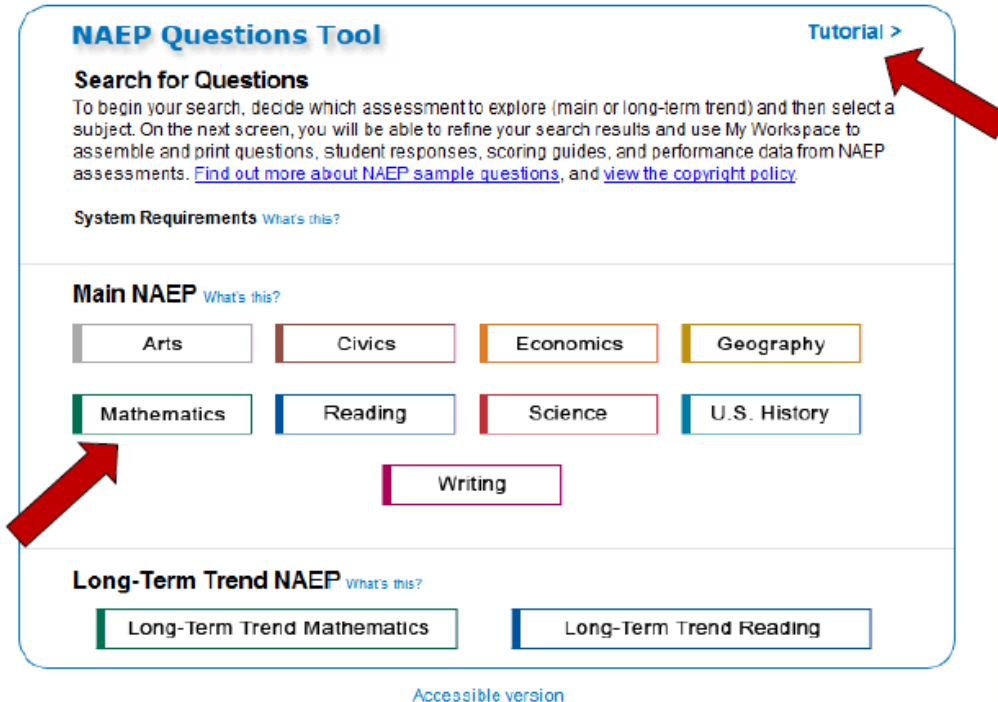 NAEP Questions Tool
Tutorial >
Search for Questions
To begin your search, decide which assessment to explore (main or long-term trend) and then select a
subject. On the next screen, you will be able to refine your search results and use My Workspace to
assemble and print questions, student responses, scoring guides, and performance data from NAEP
assessments. Find out more about NAEP sample questions, and view the copyright policy.
System Requirements What's this?
Main NAEP What's this?
Arts Civics Economics Geography
Mathematics Reading Science U.S. History
Writing
Long-Term Trend NAEP What's this?
Long-Term Trend Mathematics Long-Term Trend Reading
Accessible version